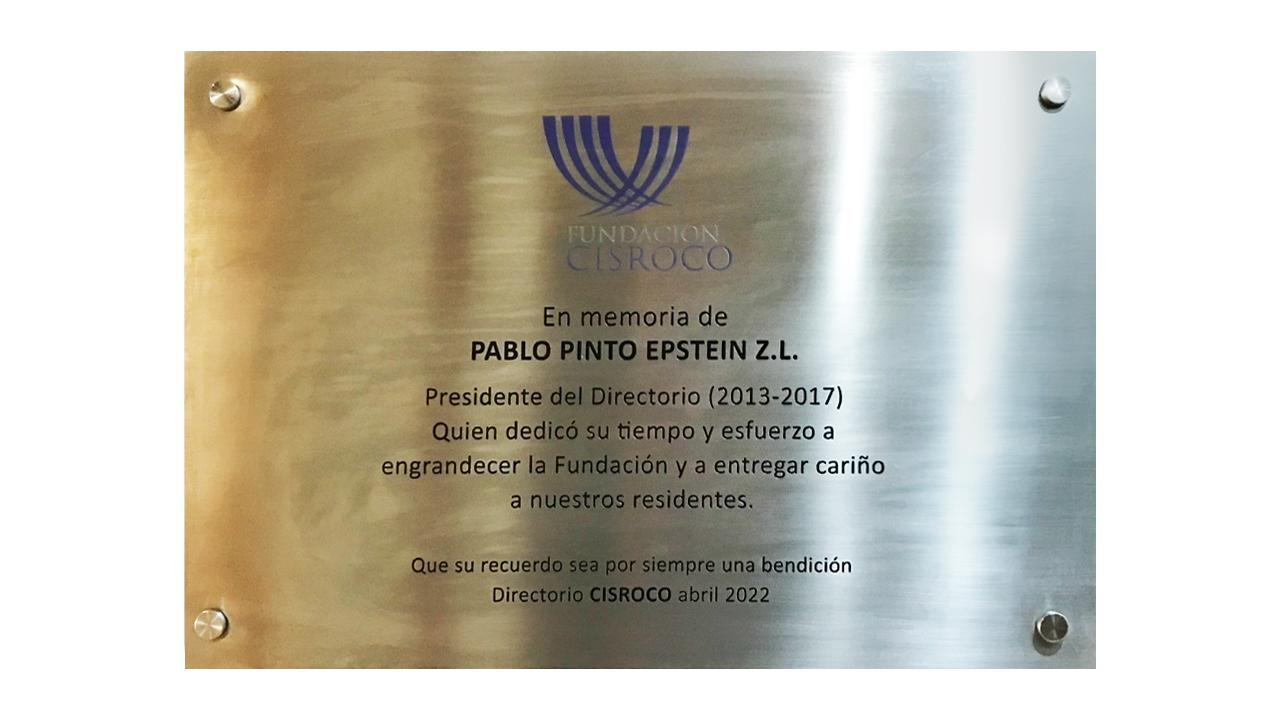 FUNDACION
CISROCO
En memoria de
PABLO PINTO EPSTEIN Z.L.
Presidente del Directorio (2013-2017)
Quien dedicó su tiempo y esfuerzo a
engrandecer la Fundación y a entregar cariño
a nuestros residentes.
Que su recuerdo sea por siempre una bendición
Directorio CISROCO abril 2022